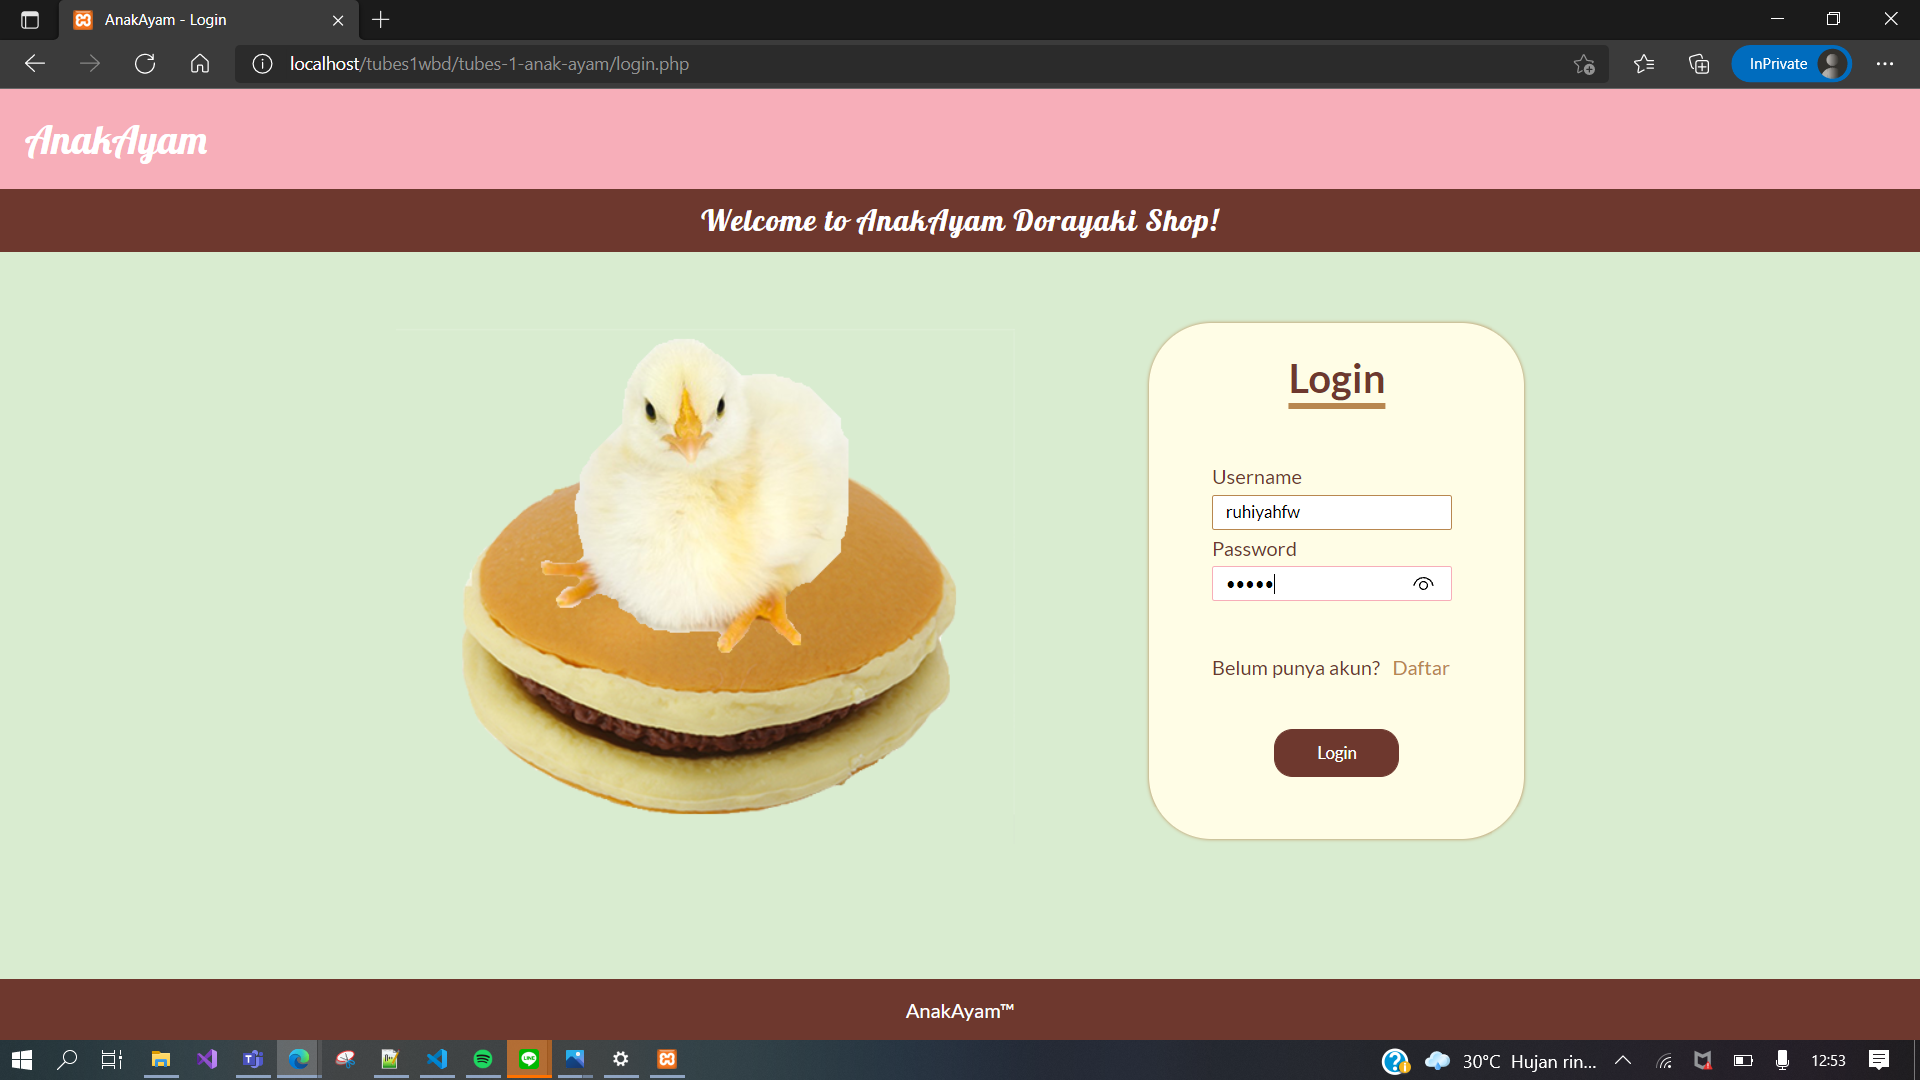 AnakAyam - Login
localhost/tubes1wbd/tubes-1-anak-ayam/login.php
InPrivate
AnakAyam
Welcome to AnakAyam Dorayaki Shop!
Login
Username
ruhiyahfw
Password
•••••
Belum punya akun? Daftar
Login
AnakAyam™
30°C Hujan rin...
12:53